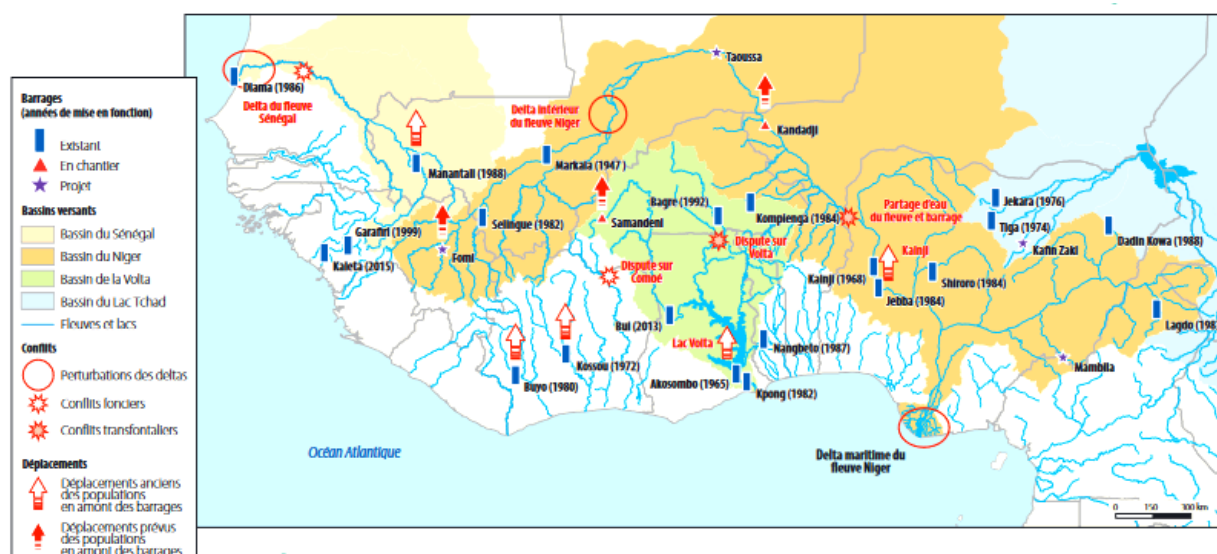 Barrages
(années de mise en fonction)
Existant
En chantier
Projet
Bassins versants
Bassin du Sénégal
Bassin du Niger
Bassin de la Volta
Bassin du Lac Tchad
Fleuves et lacs
Conflits
Perturbations des deltas
Conflits fonciers
Conflits transfontaliers
Déplacements
Déplacements anciens
des populations
en amont des barrages
Déplacements prévus
des populations
en amont des barrages
Diama (1986)
Delta du fleuve
Sénégal
Manantali (1988)
Delta intérieur
du fleuve Niger
Markala (1947)
Taoussa
Kandadji
Garafiri (1999)
Kaleta (2015)
Fomi
Selingue (1982)
Samandeni
Bagre (1992)
Kompienga (1984)
Partage d'eau
du fleuve et barrage
Jekara (1976)
Tiga (1974)
Kafin Zaki
Dadin Kowa (1988)
Dispute sur
Volta
Dispute sur
Comoé
Kainji
Kainji (1968)
Jebba (1984)
Shiroro (1984)
Lagdo (198
Bui (2013)
Lac Volta
Nangbeto (1987)
Kossou (1972)
Buyo (1980)
Akosombo (1965)
Kpong (1982)
Mambila
Océan Atlantique
Delta maritime du
fleuve Niger
0 150 300 km